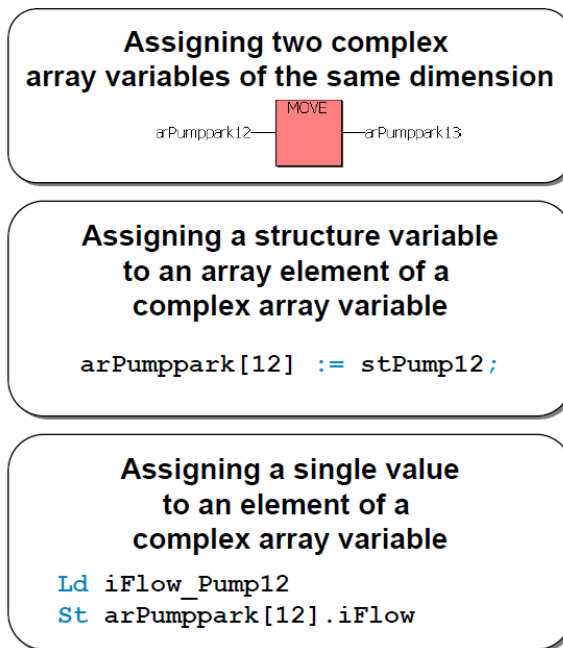 Assigning two complex
array variables of the same dimension
MOVE
arPumppark12 arPumppark13
Assigning a structure variable
to an array element of a
complex array variable
arPumppark[12] := stPump12;
Assigning a single value
to an element of a
complex array variable
Ld iFlow_Pump12
St arPumppark[12].iFlow